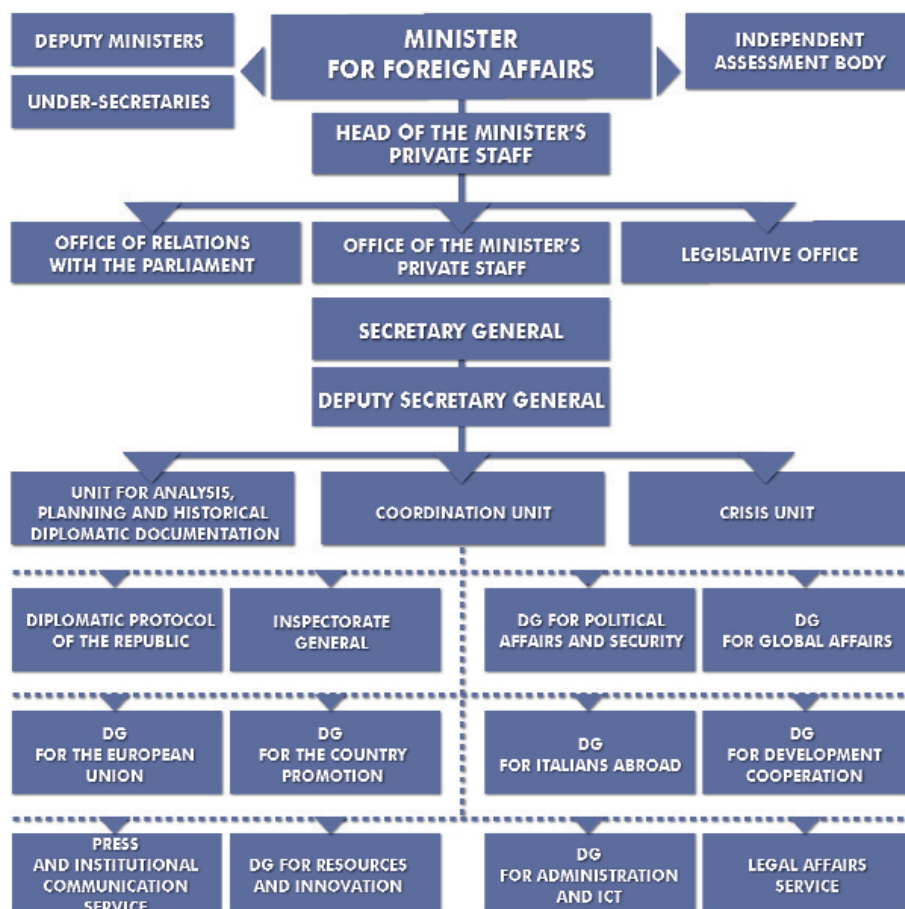 DEPUTY MINISTERS
UNDER-SECRETARIES
MINISTER
FOR FOREIGN AFFAIRS
INDEPENDENT
ASSESSMENT BODY
HEAD OF THE MINISTER'S
PRIVATE STAFF
OFFICE OF RELATIONS
WITH THE PARLIAMENT
OFFICE OF THE MINISTER'S
PRIVATE STAFF
LEGISLATIVE OFFICE
SECRETARY GENERAL
DEPUTY SECRETARY GENERAL
UNIT FOR ANALYSIS,
PLANNING AND HISTORICAL
DIPLOMATIC DOCUMENTATION
COORDINATION UNIT
CRISIS UNIT
DIPLOMATIC PROTOCOL
OF THE REPUBLIC
INSPECTORATE
GENERAL
DG FOR POLITICAL
AFFAIRS AND SECURITY
DG
FOR GLOBAL AFFAIRS
DG
FOR THE EUROPEAN
UNION
DG
FOR THE COUNTRY
PROMOTION
DG
FOR ITALIANS ABROAD
DG
FOR DEVELOPMENT
COOPERATION
PRESS
AND INSTITUTIONAL
COMMUNICATION
SERVICE
DG FOR RESOURCES
AND INNOVATION
DG
FOR ADMINISTRATION
AND ICT
LEGAL AFFAIRS
SERVICE